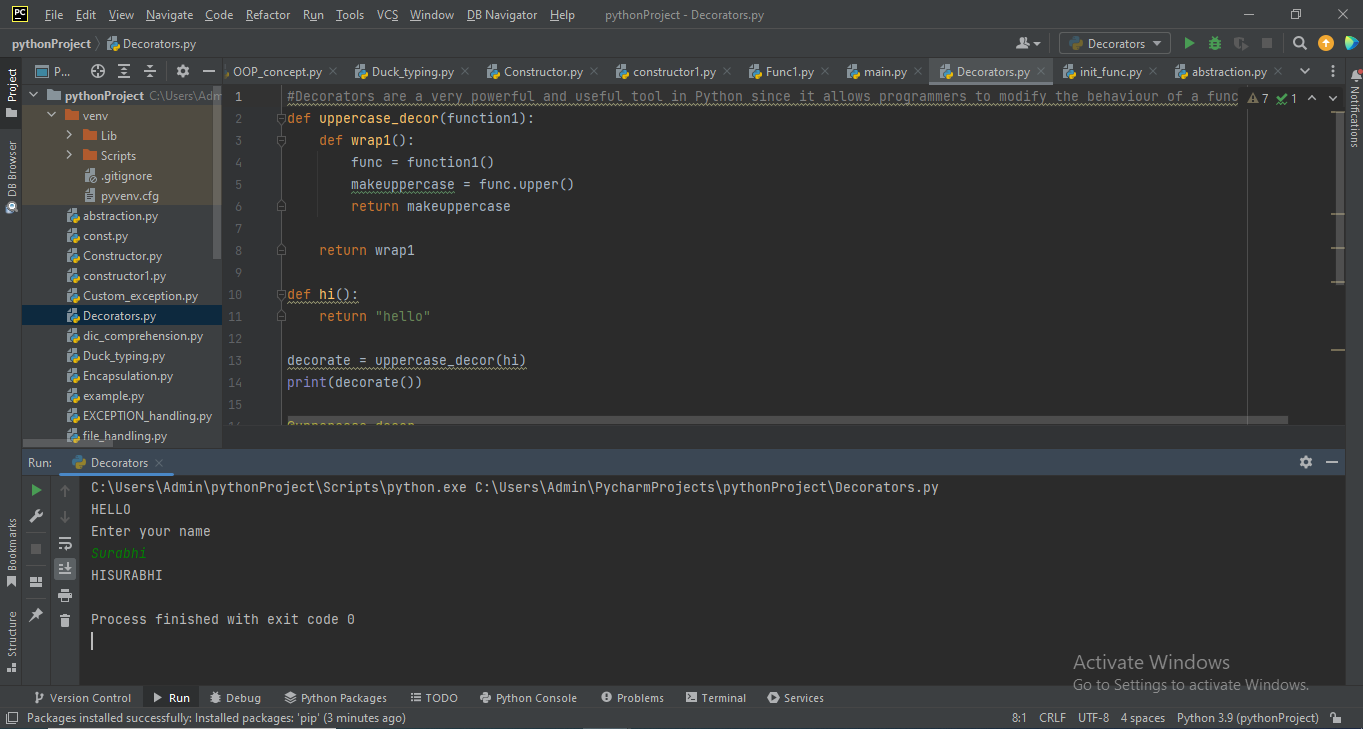 PC File Edit View Navigate Code Refactor Run Tools VCS Window DB Navigator Help pythonProject - Decorators.py
pythonProject Decorators.py Decorators
Project P... OOP_concept.py Duck_typing.py Constructor.py constructor1.py Func1.py main.py Decorators.py init_func.py abstraction.py
Notifications
DB Browser
pythonProject C:\Users\Adm
venv
Lib
Scripts
.gitignore
pyvenv.cfg
abstraction.py
const.py
Constructor.py
constructor1.py
Custom_exception.py
Decorators.py
dic_comprehension.py
Duck_typing.py
Encapsulation.py
example.py
EXCEPTION_handling.py
file_handling.py
1 #Decorators are a very powerful and useful tool in Python since it allows programmers to modify the behaviour of a func 7 1
2 def uppercase_decor(function1):
3 def wrap1():
4 func = function1()
5 makeuppercase = func.upper()
6 return makeuppercase
7
8 return wrap1
9
10 def hi():
11 return "hello"
12
13 decorate = uppercase_decor(hi)
14 print(decorate())
15
16 @uppercase_decor
Run: Decorators
C:\Users\Admin\pythonProject\Scripts\python.exe C:\Users\Admin\PycharmProjects\pythonProject\Decorators.py
HELLO
Enter your name
Surabhi
HISURABHI
Process finished with exit code 0
Bookmarks
Structure
Activate Windows
Go to Settings to activate Windows.
Version Control Run Debug Python Packages TODO Python Console Problems Terminal Services
Packages installed successfully: Installed packages: 'pip' (3 minutes ago) 8:1 CRLF UTF-8 4 spaces Python 3.9 (pythonProject)